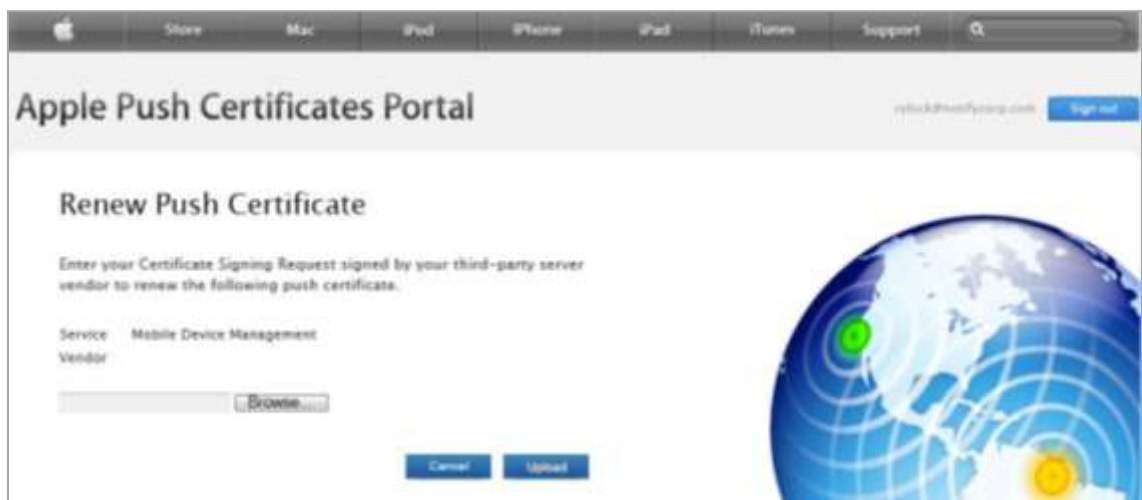 Store Mac iPod iPhone iPad iTunes Support
Apple Push Certificates Portal
Sign out
Renew Push Certificate
Enter your Certificate Signing Request signed by your third-party server
vendor to renew the following push certificate.
Service Mobile Device Management
Vendor
Browse...
Cancel Upload